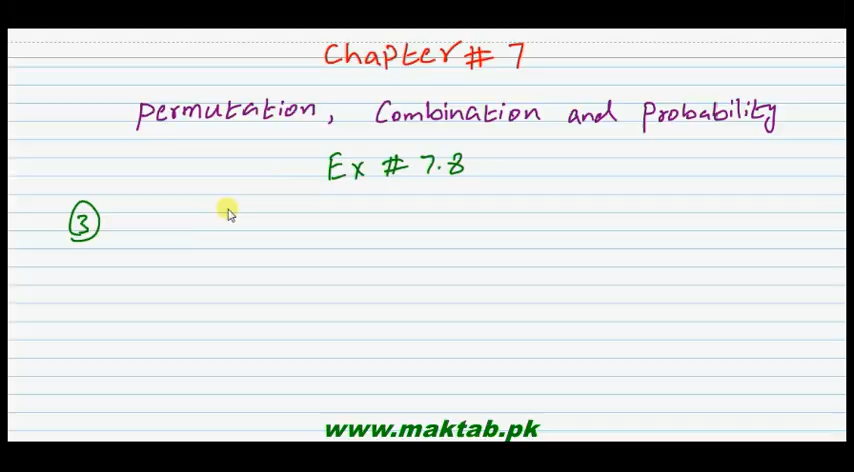 Chapter # 7
Permutation, Combination and Probability
Ex # 7.8
3
www.maktab.pk